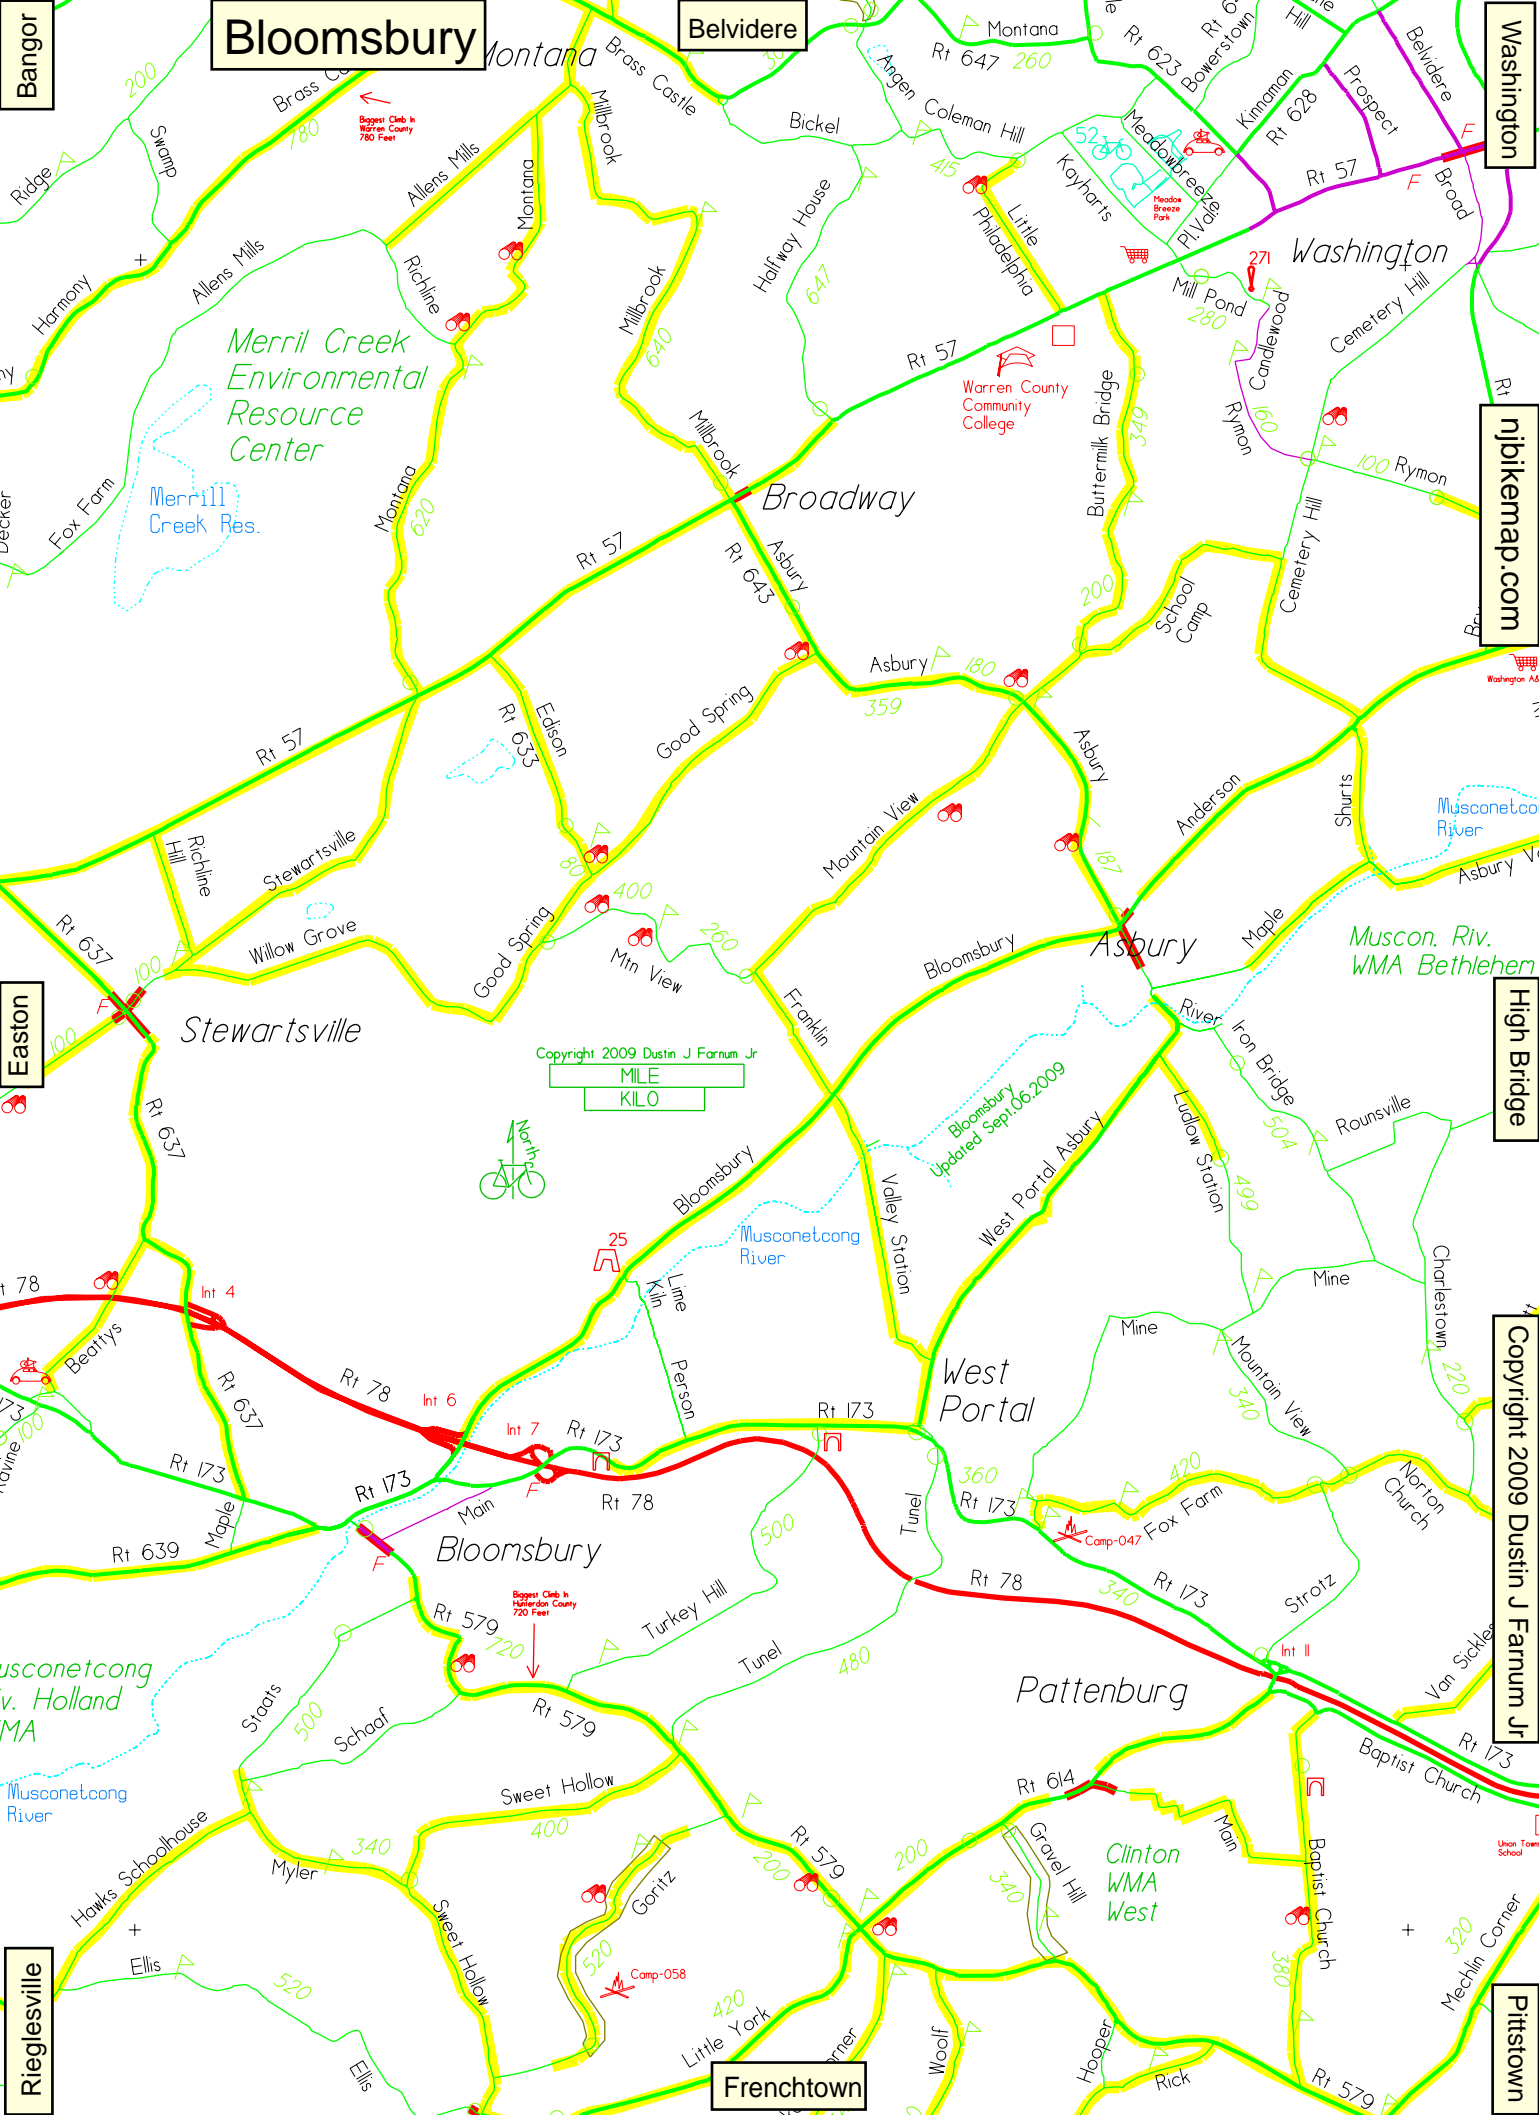 Bangor
Bloomsbury
Belvidere
Washington
Montana
Brass Castle
Montana
Rt 647
260
Rt 623
Bowerstown
Hill
Belvidere
200
Ridge
Swamp
780
Biggest Climb In
Warren County
780 Feet
Allens Mills
Montana
Millbrook
Angen
Coleman Hill
Bickel
415
52
Kayharts
Meadowbreeze
Meadow
Breeze
Park
Pl.Vale
Kinnaman
Rt 628
Prospect
Rt 57
F
F
Broad
Washington
Harmony
Allens Mills
Richline
Millbrook
640
Halfway House
647
Little
Philadelphia
Mill Pond
280
271
Candlewood
Cemetery Hill
Merril Creek
Environmental
Resource
Center
Merrill
Creek Res.
Fox Farm
Decker
Montana
620
Millbrook
Rt 57
Warren County
Community
College
Buttermilk Bridge
349
Rymon
160
100
Rymon
Rt
njbikemap.com
Broadway
Rt 57
Rt 643
Asbury
200
School
Camp
Cemetery Hill
Asbury
180
359
Good Spring
Edison
Rt 633
Rt 57
Asbury
187
Mountain View
Anderson
Shurts
Musconetco
River
Asbury V
Richline
Hill
Stewartsville
Willow Grove
80
400
260
Good Spring
Mtn View
Bloomsbury
Asbury
Maple
Muscon. Riv.
WMA Bethlehem
Rt 637
100
F
Stewartsville
Easton
100
Franklin
Copyright 2009 Dustin J Farnum Jr
MILE
KILO
North
Bloomsbury
Updated Sept.06.2009
River
Iron Bridge
504
Rounsville
High Bridge
Rt 637
Bloomsbury
Musconetcong
River
Valley Station
West Portal Asbury
Ludlow Station
499
Mine
Charlestown
25
Lime
Kiln
Int 4
Rt 78
Beattys
Rt 637
Rt 78
Int 6
Int 7
Rt 173
Person
Rt 173
West
Portal
Mine
Mountain View
340
220
Copyright 2009 Dustin J Farnum Jr
100
Rt 173
Maple
Rt 173
Main
F
Rt 78
500
Tunel
360
Rt 173
420
Fox Farm
Norton
Church
Camp-047
Rt 639
Bloomsbury
F
Biggest Climb In
Hunterdon County
720 Feet
Rt 579
720
Turkey Hill
Tunel
480
Rt 78
340
Rt 173
Strotz
Int 11
Van Sickles
Pattenburg
Staats
500
Schaaf
Rt 579
Musconetcong
River
Sweet Hollow
400
Rt 614
Baptist Church
Rt 173
Hawks Schoolhouse
Myler
340
Rt 579
200
200
Gravel Hill
340
Main
Clinton
WMA
West
Baptist Church
380
School
Goritz
520
Sweet Hollow
Camp-058
Ellis
520
Ellis
420
Little York
Woolf
Hooper
Rick
Rt 579
320
Mechlin Corner
Rieglesville
Frenchtown
Pittstown